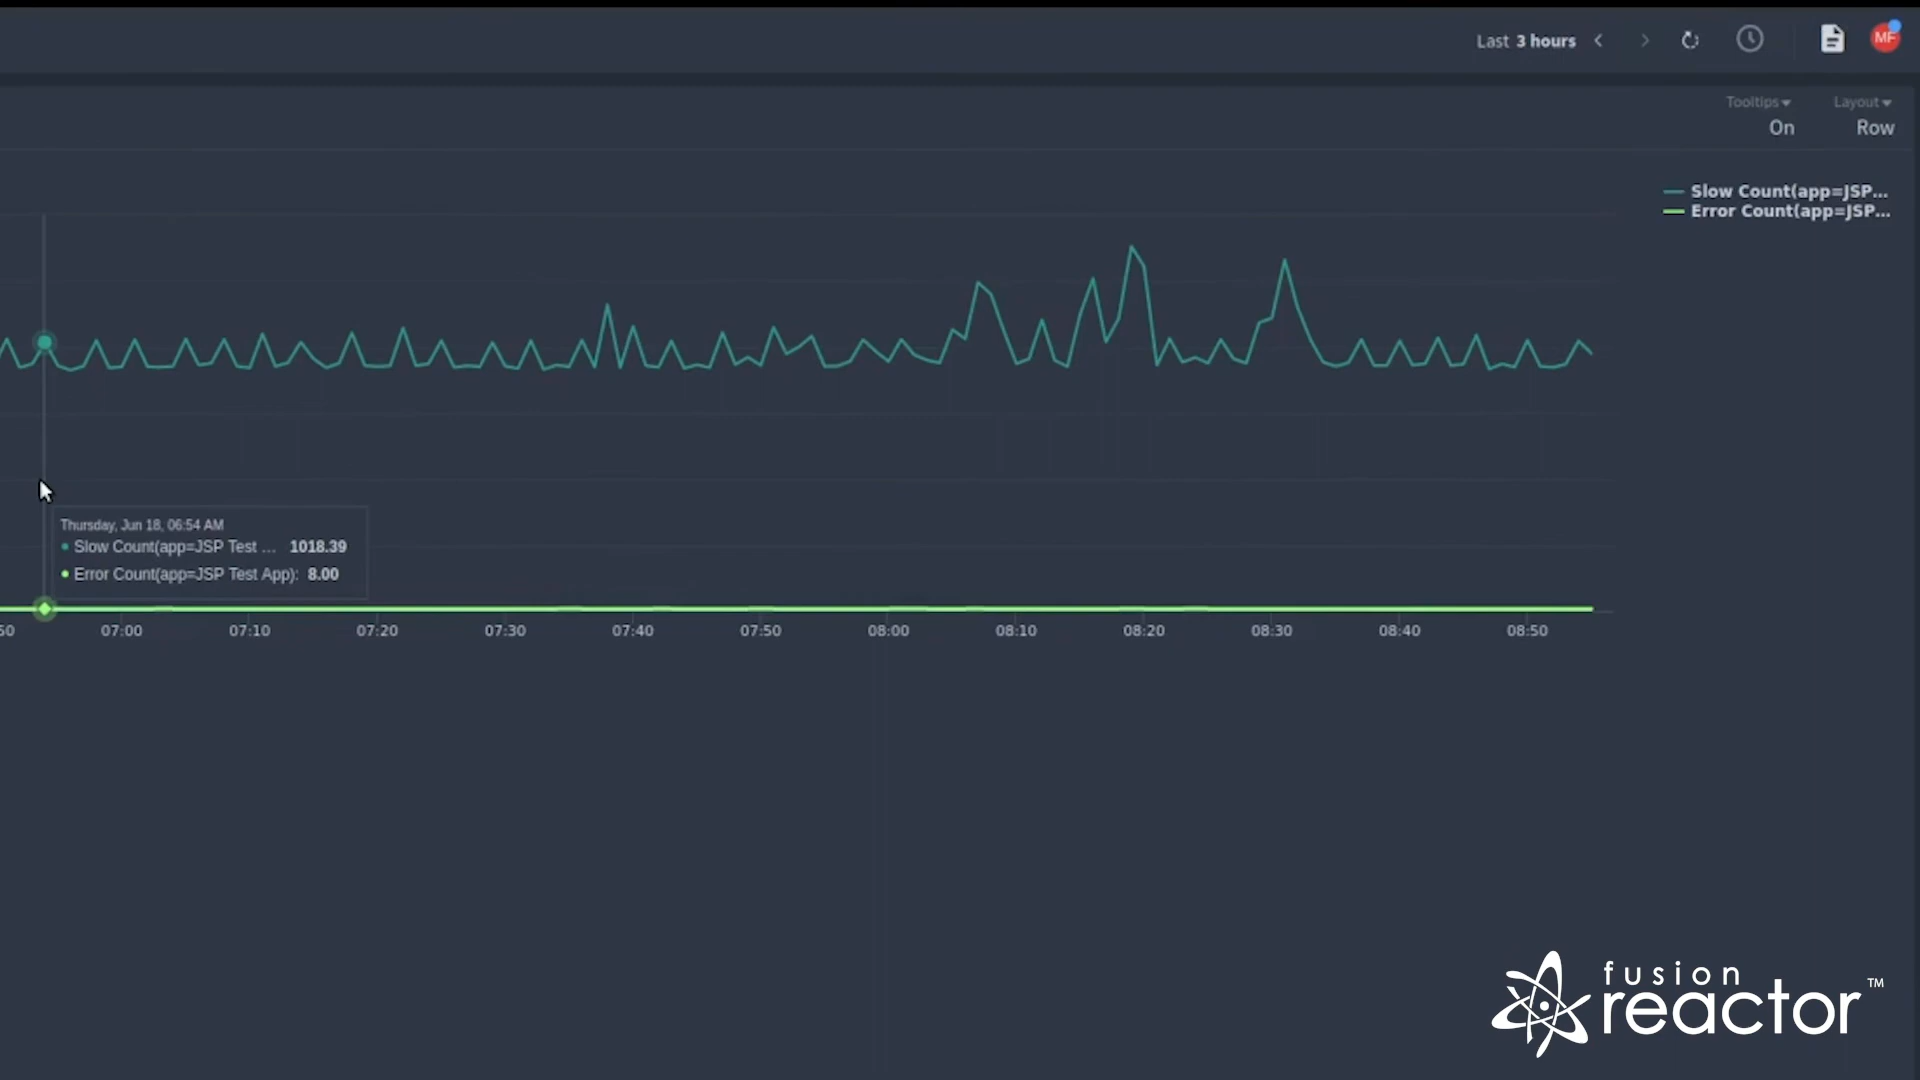 Last 3 hours
MF
Tooltips
Layout
On
Row
Slow Count(app=JSP...
Error Count(app=JSP...
Thursday, Jun 18, 06:54 AM
Slow Count(app=JSP Test ... 1018.39
Error Count(app=JSP Test App): 8.00
50 07:00 07:10 07:20 07:30 07:40 07:50 08:00 08:10 08:20 08:30 08:40 08:50
fusion
reactor™